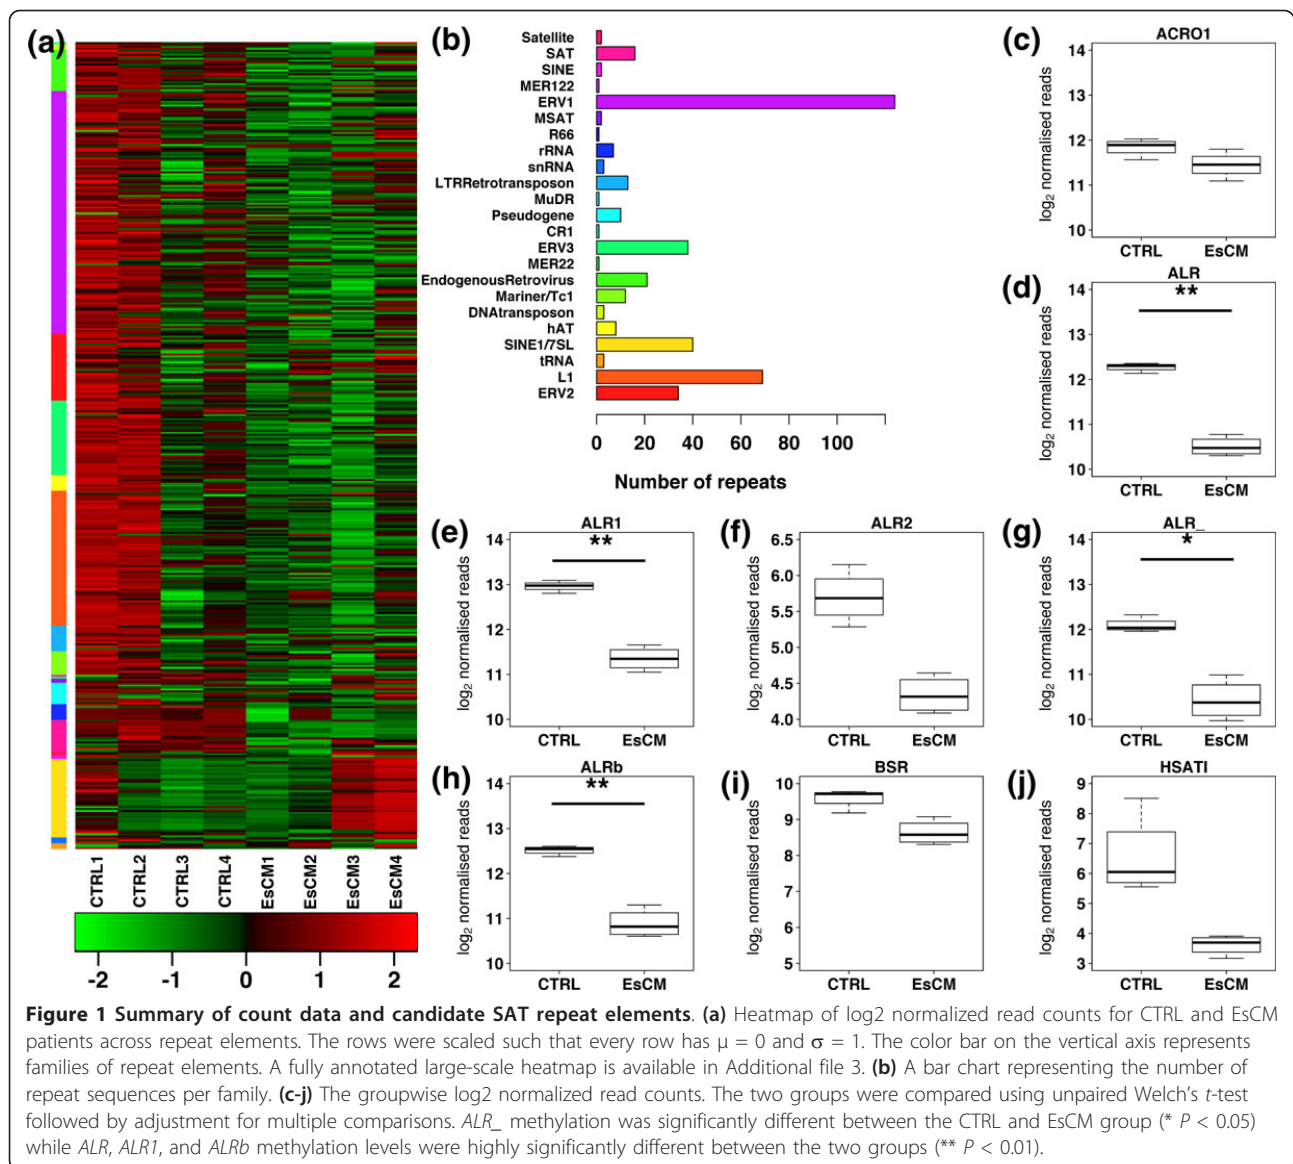 (a)
CTRL1 CTRL2 CTRL3 CTRL4 EsCM1 EsCM2 EsCM3 EsCM4
-2 -1 0 1 2
(b)
Satellite
SAT
SINE
MER122
ERV1
MSAT
R66
rRNA
snRNA
LTRRetrotransposon
MuDR
Pseudogene
CR1
ERV3
MER22
EndogenousRetrovirus
Mariner/Tc1
DNAtransposon
hAT
SINE1/7SL
tRNA
L1
ERV2
0 20 40 60 80 100
Number of repeats
(c)
ACRO1
log2 normalised reads
14
13
12
11
10
CTRL EsCM
(d)
ALR
**
log2 normalised reads
14
13
12
11
10
CTRL EsCM
(e)
ALR1
**
log2 normalised reads
14
13
12
11
10
CTRL EsCM
(f)
ALR2
log2 normalised reads
6.5
6.0
5.5
5.0
4.5
4.0
CTRL EsCM
(g)
ALR_
*
log2 normalised reads
14
13
12
11
10
CTRL EsCM
(h)
ALRb
**
log2 normalised reads
14
13
12
11
10
CTRL EsCM
(i)
BSR
log2 normalised reads
10
9
8
7
6
5
CTRL EsCM
(j)
HSATI
log2 normalised reads
9
8
7
6
5
4
3
CTRL EsCM
Figure 1 Summary of count data and candidate SAT repeat elements. (a) Heatmap of log2 normalized read counts for CTRL and EsCM
patients across repeat elements. The rows were scaled such that every row has μ = 0 and σ = 1. The color bar on the vertical axis represents
families of repeat elements. A fully annotated large-scale heatmap is available in Additional file 3. (b) A bar chart representing the number of
repeat sequences per family. (c-j) The groupwise log2 normalized read counts. The two groups were compared using unpaired Welch's t-test
followed by adjustment for multiple comparisons. ALR_ methylation was significantly different between the CTRL and EsCM group (* P < 0.05)
while ALR, ALR1, and ALRb methylation levels were highly significantly different between the two groups (** P < 0.01).